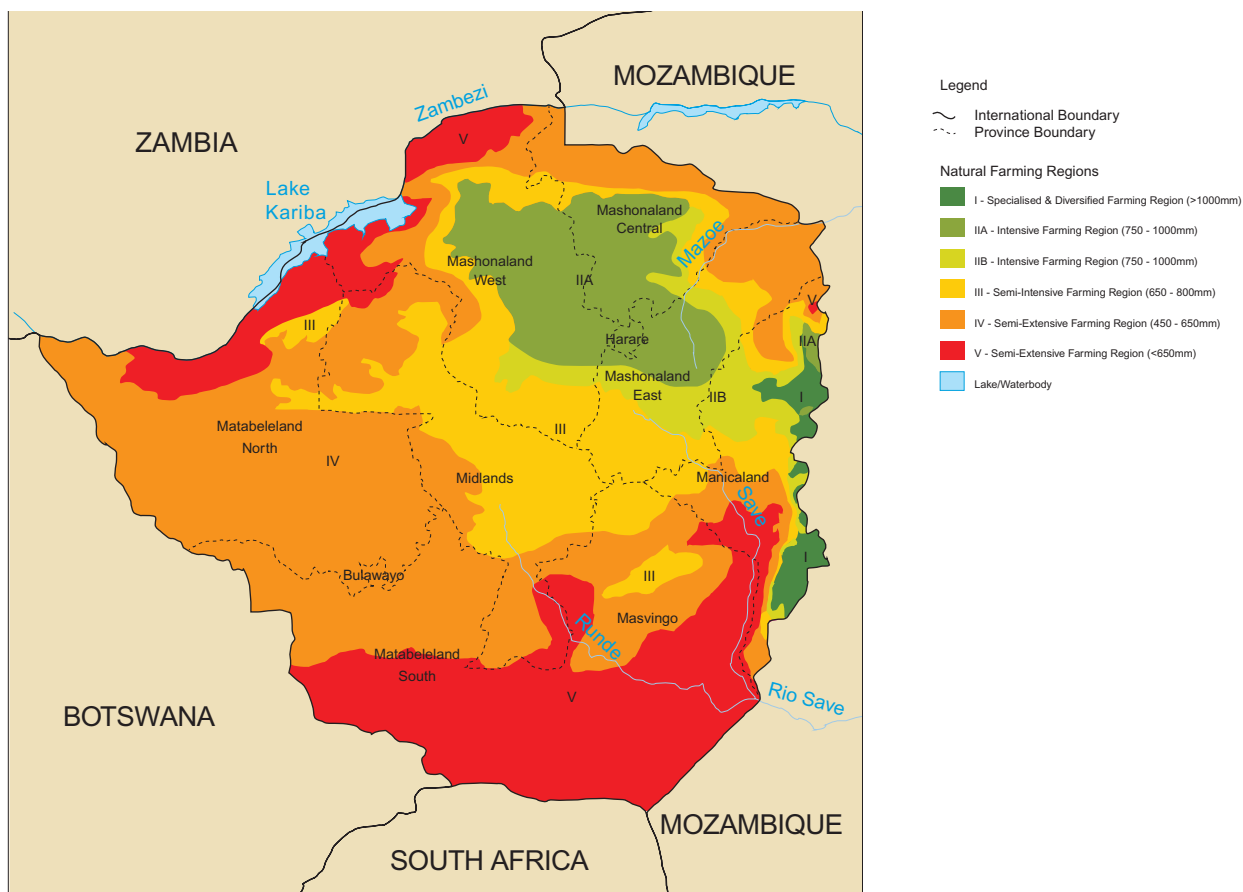 MOZAMBIQUE
Zambezi
ZAMBIA
V
Lake
Kariba
Mashonaland
Central
Mazoe
Mashonaland
West
IIA
V
III
Harare
IIA
Mashonaland
East
IIB
I
Matabeleland
North
III
IV
Midlands
Manicaland
Save
I
Bulawayo
III
Masvingo
Runde
Matabeleland
South
V
Rio Save
BOTSWANA
MOZAMBIQUE
SOUTH AFRICA
Legend
International Boundary
Province Boundary
Natural Farming Regions
I - Specialised & Diversified Farming Region (>1000mm)
IIA - Intensive Farming Region (750 - 1000mm)
IIB - Intensive Farming Region (750 - 1000mm)
III - Semi-Intensive Farming Region (650 - 800mm)
IV - Semi-Extensive Farming Region (450 - 650mm)
V - Semi-Extensive Farming Region (<650mm)
Lake/Waterbody